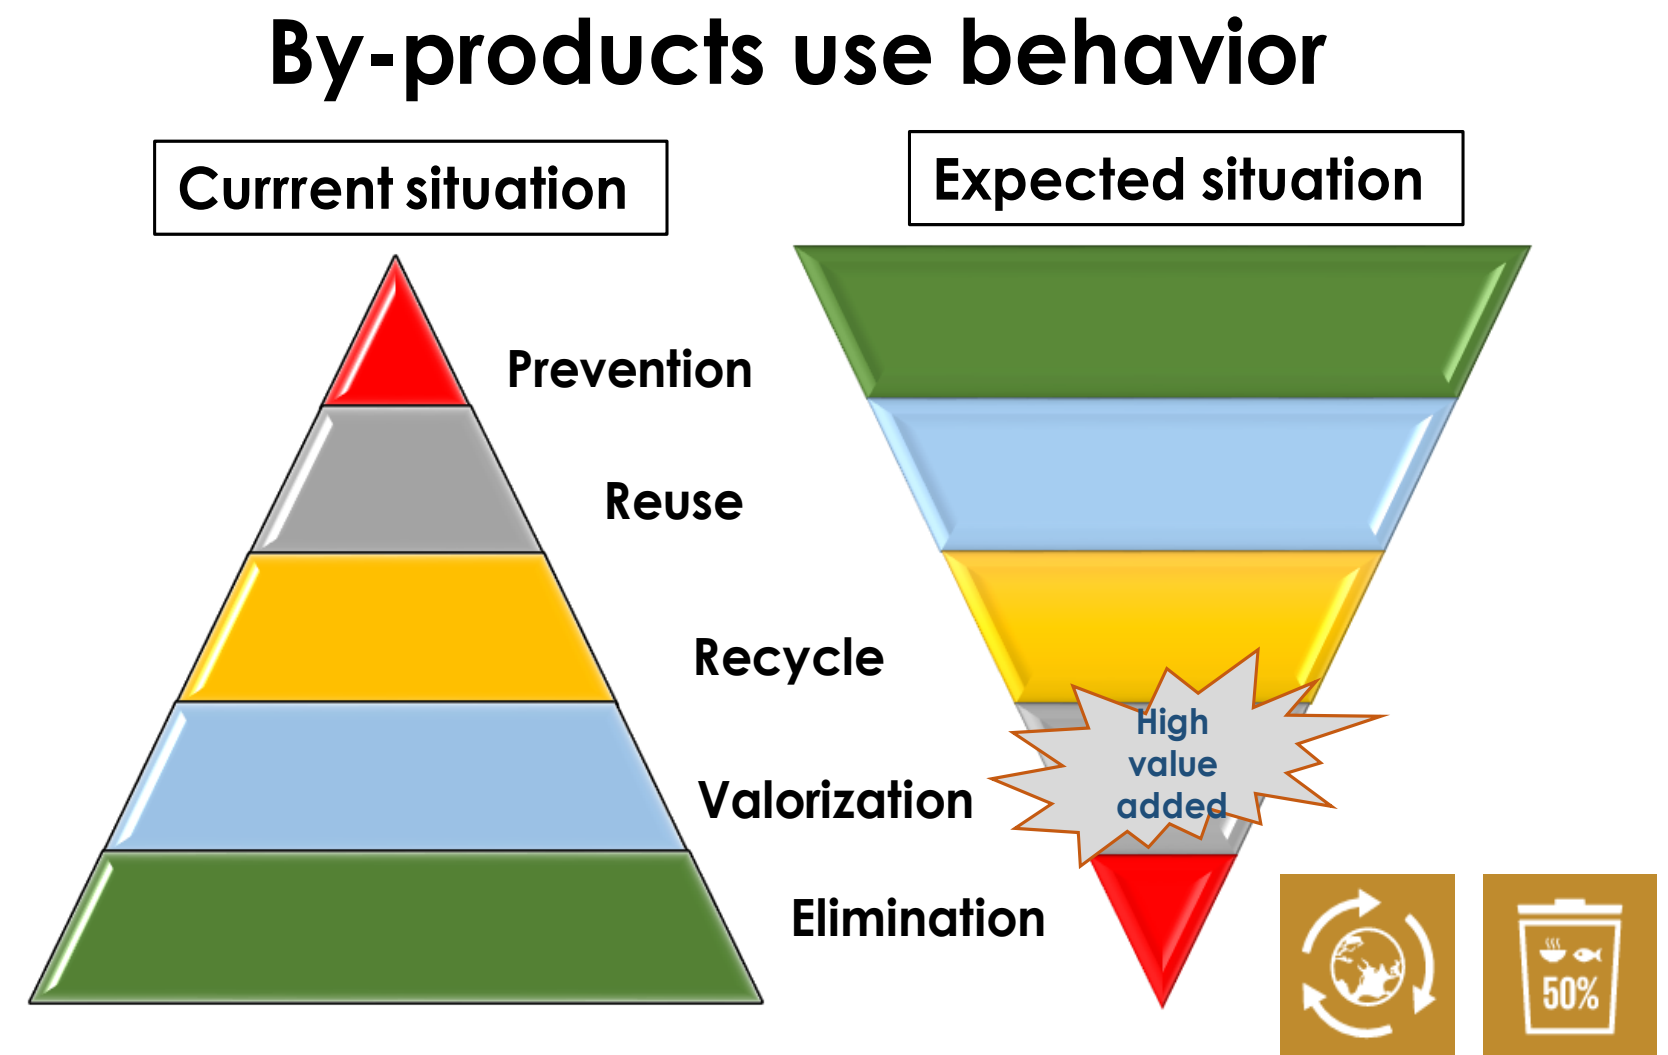 By-products use behavior
Currrent situation
Expected situation
Prevention
Reuse
Recycle
High
value
added
Valorization
Elimination
50%